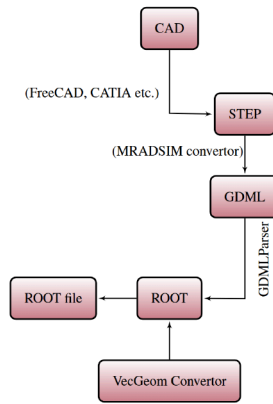 CAD
(FreeCAD, CATIA etc.)
STEP
(MRADSIM convertor)
GDML
GDMLParser
ROOT file
ROOT
VecGeom Convertor